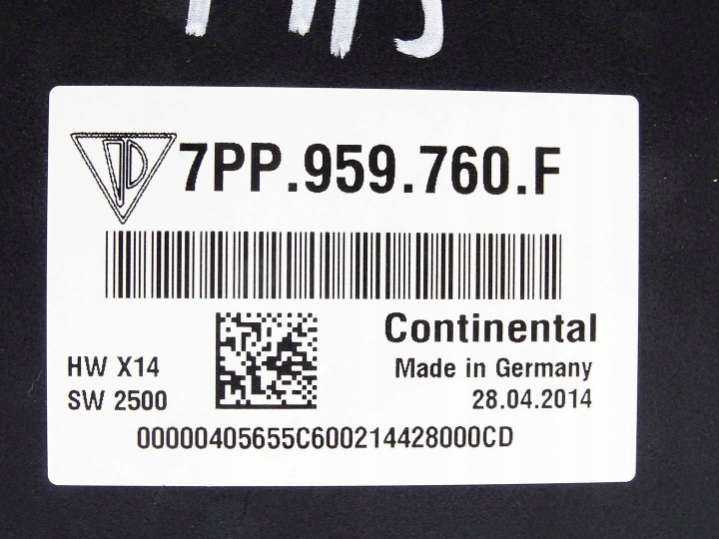 7PP.959.760.F
Continental
HW X14
Made in Germany
SW 2500
28.04.2014
00000405655C600214428000CD